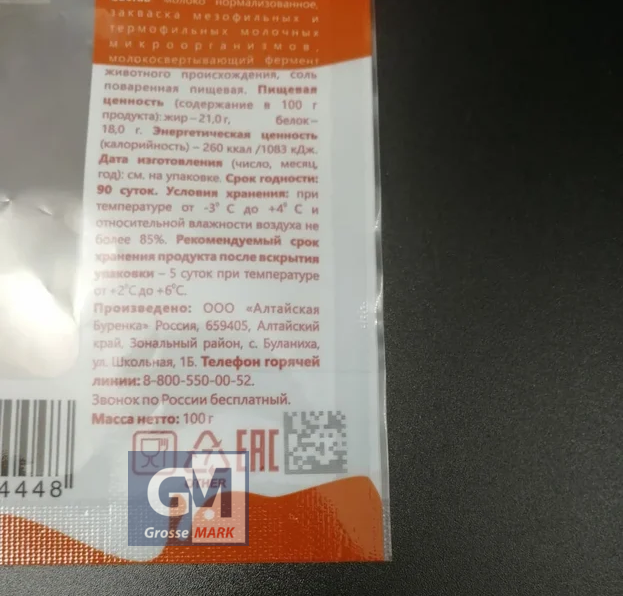 Состав молоко нормализованное,
закваска мезофильных и
термофильных молочных
микроорганизмов,
молокосвертывающий фермент
животного происхождения, соль
поваренная пищевая. Пищевая
ценность (содержание в 100 г
продукта): жир – 21,0 г, белок –
18,0 г. Энергетическая ценность
(калорийность) – 260 ккал /1083 кДж.
Дата изготовления (число, месяц,
год): см. на упаковке. Срок годности:
90 суток. Условия хранения: при
температуре от -3° С до +4° С и
относительной влажности воздуха не
более 85%. Рекомендуемый срок
хранения продукта после вскрытия
упаковки – 5 суток при температуре
от +2°С до +6°С.
Произведено: ООО «Алтайская
Буренка» Россия, 659405, Алтайский
край, Зональный район, с. Буланиха,
ул. Школьная, 1Б. Телефон горячей
линии: 8-800-550-00-52.
Звонок по России бесплатный.
Масса нетто: 100 г
EAC
4448
OTHER
GM
Grosse MARK